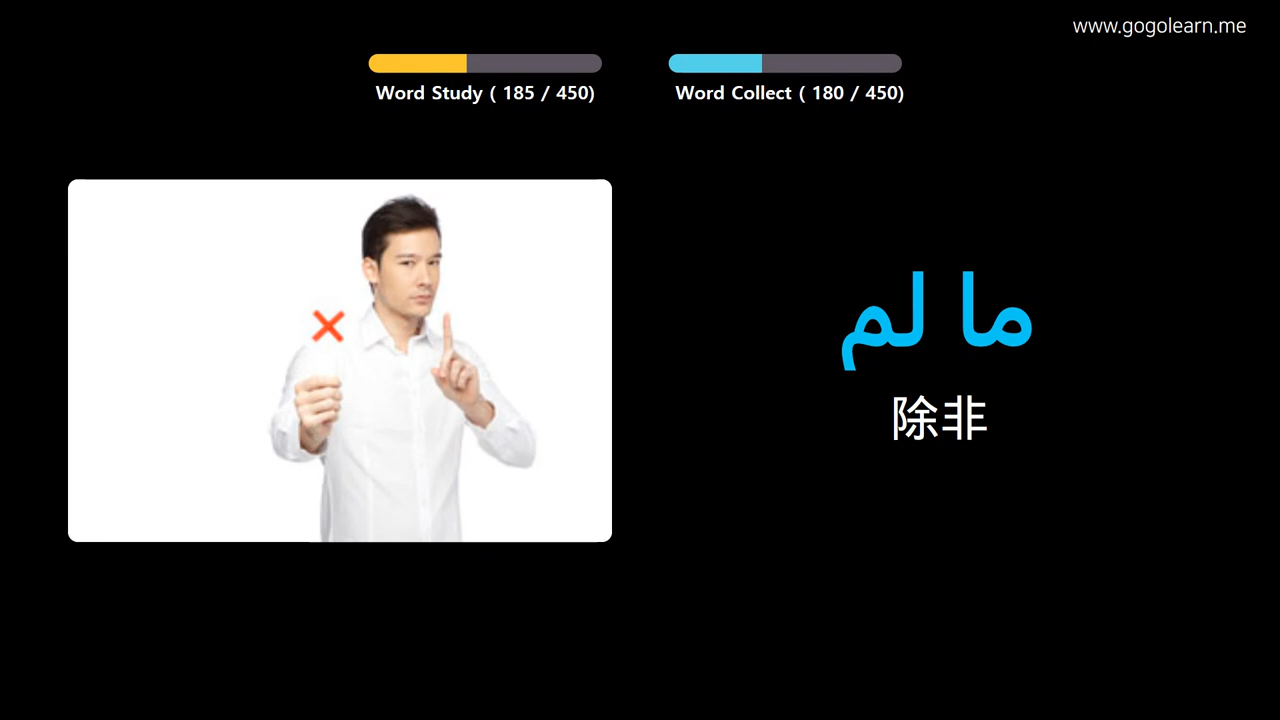 www.gogolearn.me
Word Study ( 185 / 450)
Word Collect ( 180 / 450)
ما لم
除非